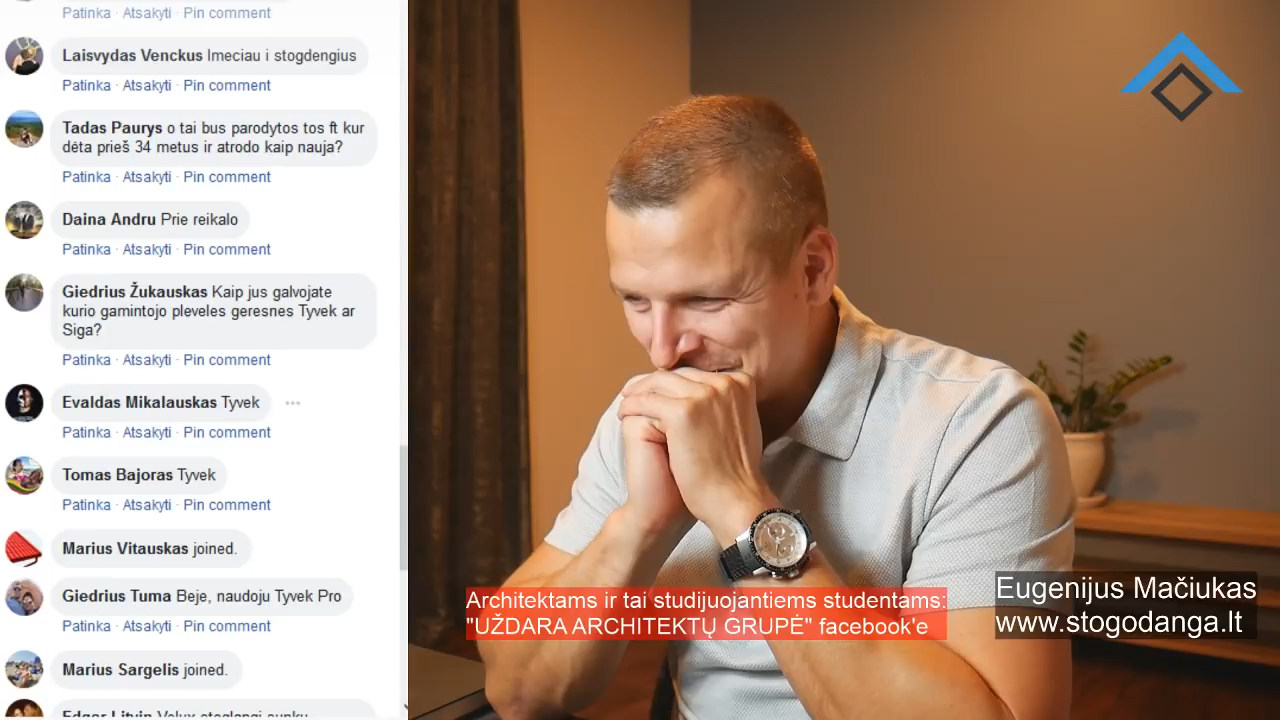 Patinka · Atsakyti · Pin comment
Laisvydas Venckus Imeciau i stogdengius
Patinka · Atsakyti · Pin comment
Tadas Paurys o tai bus parodytos tos ft kur
dėta prieš 34 metus ir atrodo kaip nauja?
Patinka · Atsakyti · Pin comment
Daina Andru Prie reikalo
Patinka · Atsakyti · Pin comment
Giedrius Žukauskas Kaip jus galvojate
kurio gamintojo pleveles geresnes Tyvek ar
Siga?
Patinka · Atsakyti · Pin comment
Evaldas Mikalauskas Tyvek
Patinka · Atsakyti · Pin comment
Tomas Bajoras Tyvek
Patinka · Atsakyti · Pin comment
Marius Vitauskas joined.
Giedrius Tuma Beje, naudoju Tyvek Pro
Patinka · Atsakyti · Pin comment
Marius Sargelis joined.
Edgar Litvin Velux stoglangi sunku
Architektams ir tai studijuojantiems studentams:
"UŽDARA ARCHITEKTŲ GRUPĖ" facebook'e
Eugenijus Mačiukas
www.stogodanga.lt